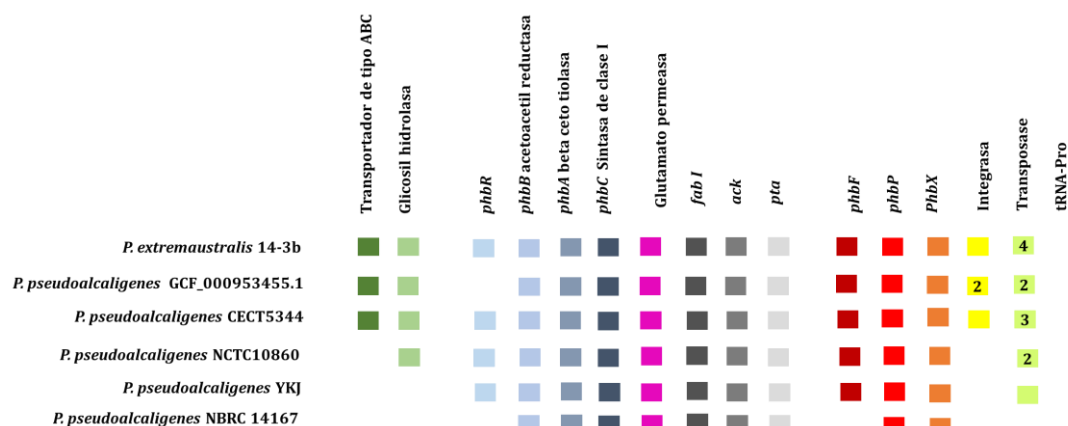 Transportador de tipo ABC
Glicosil hidrolasa
phbR
phbB acetoacetil reductasa
phbA beta ceto tiolasa
phbC Sintasa de clase I
Glutamato permeasa
fab I
ack
pta
phbF
phbP
PhbX
Integrasa
Transposase
tRNA-Pro
P. extremaustralis 14-3b
4
P. pseudoalcaligenes GCF_000953455.1
2 2
P. pseudoalcaligenes CECT5344
3
P. pseudoalcaligenes NCTC10860
2
P. pseudoalcaligenes YKJ
P. pseudoalcaligenes NBRC 14167